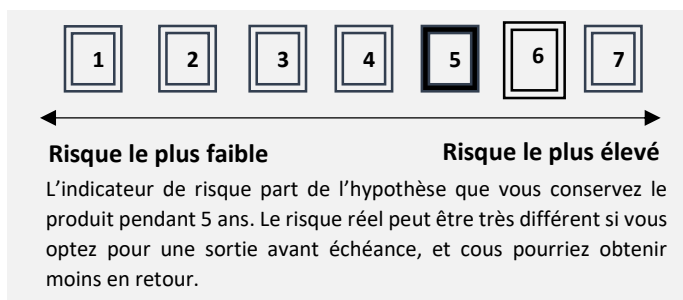 1 2 3 4 5 6 7
Risque le plus faible Risque le plus élevé
L’indicateur de risque part de l’hypothèse que vous conservez le
produit pendant 5 ans. Le risque réel peut être très différent si vous
optez pour une sortie avant échéance, et cous pourriez obtenir
moins en retour.